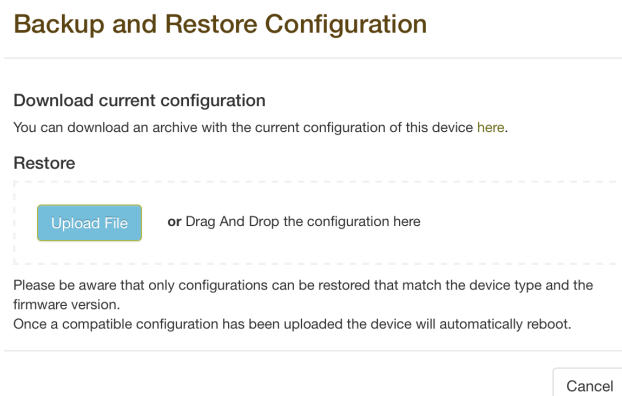 Backup and Restore Configuration
Download current configuration
You can download an archive with the current configuration of this device here.
Restore
Upload File
or Drag And Drop the configuration here
Please be aware that only configurations can be restored that match the device type and the
firmware version.
Once a compatible configuration has been uploaded the device will automatically reboot.
Cancel